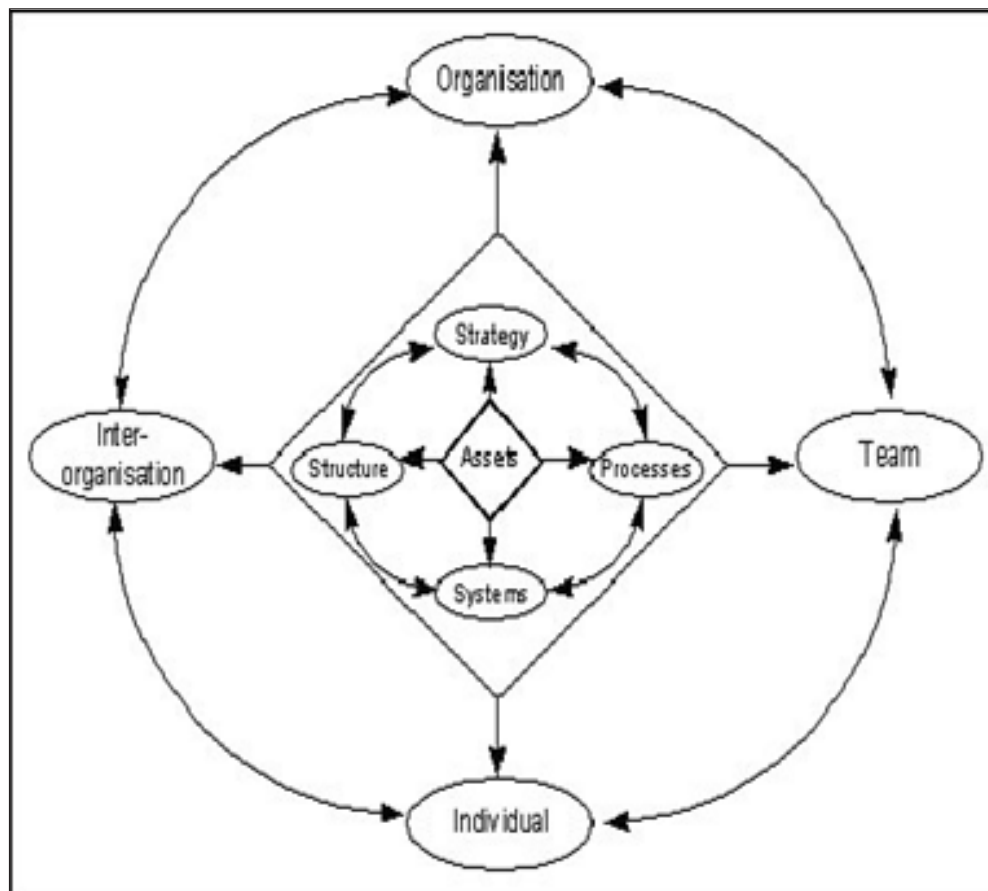 Organisation
Strategy
Inter-
organisation
Structure
Assets
Processes
Team
Systems
Individual